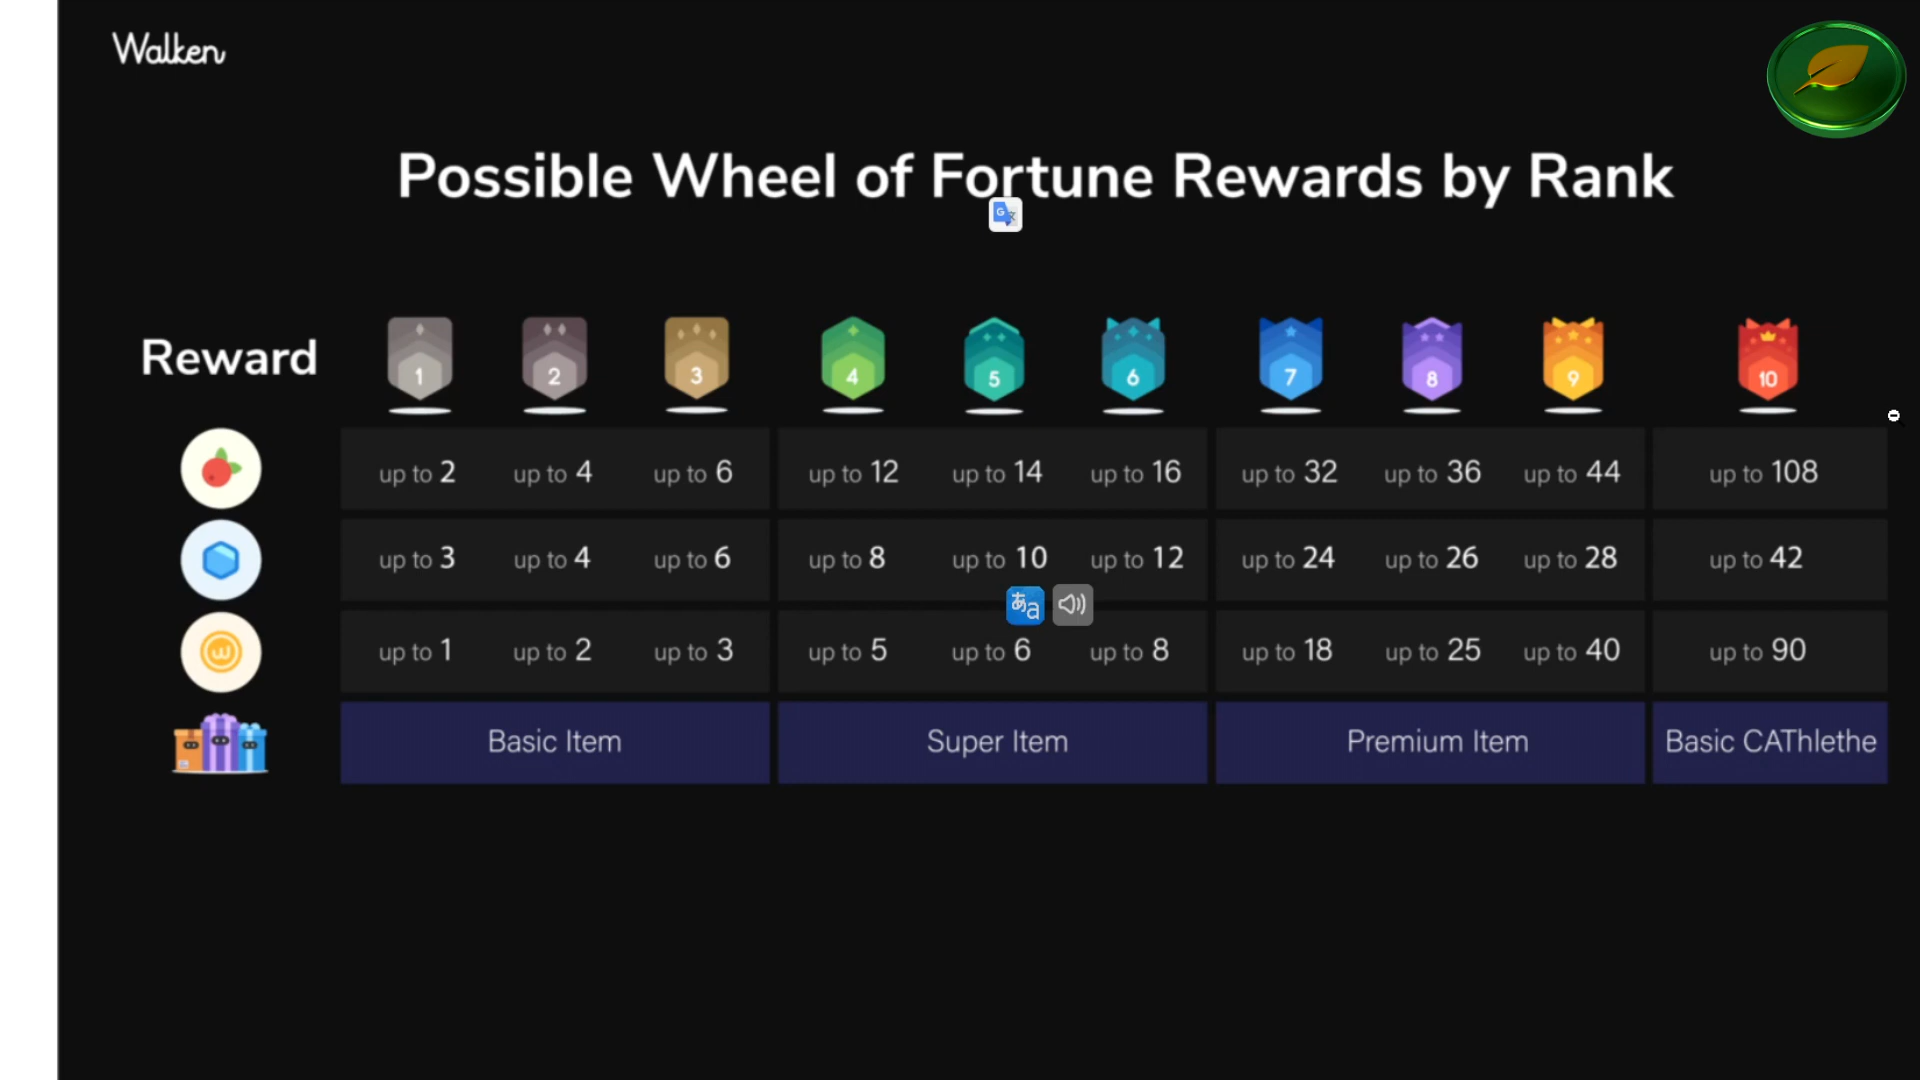 Walken
Possible Wheel of Fortune Rewards by Rank
Reward 1 2 3 4 5 6 7 8 9 10
up to 2 up to 4 up to 6 up to 12 up to 14 up to 16 up to 32 up to 36 up to 44 up to 108
up to 3 up to 4 up to 6 up to 8 up to 10 up to 12 up to 24 up to 26 up to 28 up to 42
up to 1 up to 2 up to 3 up to 5 up to 6 up to 8 up to 18 up to 25 up to 40 up to 90
Basic Item Super Item Premium Item Basic CAThlethe